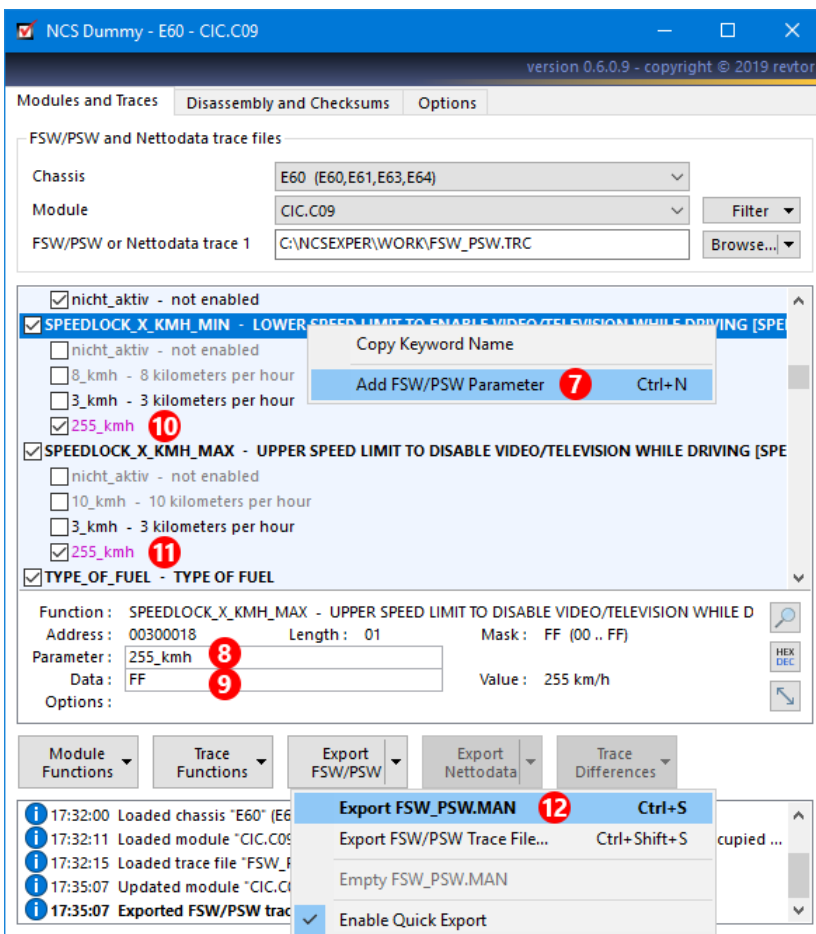 NCS Dummy - E60 - CIC.C09
version 0.6.0.9 - copyright © 2019 revtor
Modules and Traces Disassembly and Checksums Options
FSW/PSW and Nettodata trace files
Chassis E60 (E60,E61,E63,E64)
Module CIC.C09 Filter
FSW/PSW or Nettodata trace 1 C:\NCSEXPER\WORK\FSW_PSW.TRC Browse...
nicht_aktiv - not enabled
SPEEDLOCK_X_KMH_MIN - LOWER SPEED LIMIT TO ENABLE VIDEO/TELEVISION WHILE DRIVING [SPE
Copy Keyword Name
nicht_aktiv - not enabled
8_kmh - 8 kilometers per hour
Add FSW/PSW Parameter 7 Ctrl+N
3_kmh - 3 kilometers per hour
255_kmh 10
SPEEDLOCK_X_KMH_MAX - UPPER SPEED LIMIT TO DISABLE VIDEO/TELEVISION WHILE DRIVING [SPE
nicht_aktiv - not enabled
10_kmh - 10 kilometers per hour
3_kmh - 3 kilometers per hour
255_kmh 11
TYPE_OF_FUEL - TYPE OF FUEL
Function : SPEEDLOCK_X_KMH_MAX - UPPER SPEED LIMIT TO DISABLE VIDEO/TELEVISION WHILE D
Address : 00300018 Length : 01 Mask : FF (00 .. FF)
Parameter : 255_kmh 8 HEX DEC
Data : FF 9 Value : 255 km/h
Options :
Module Functions Trace Functions Export FSW/PSW Export Nettodata Trace Differences
Export FSW_PSW.MAN 12 Ctrl+S
Export FSW/PSW Trace File... Ctrl+Shift+S
Empty FSW_PSW.MAN
Enable Quick Export
17:32:00 Loaded chassis "E60" (E6
17:32:11 Loaded module "CIC.C09 cupied ...
17:32:15 Loaded trace file "FSW_
17:35:07 Updated module "CIC.C
17:35:07 Exported FSW/PSW trac